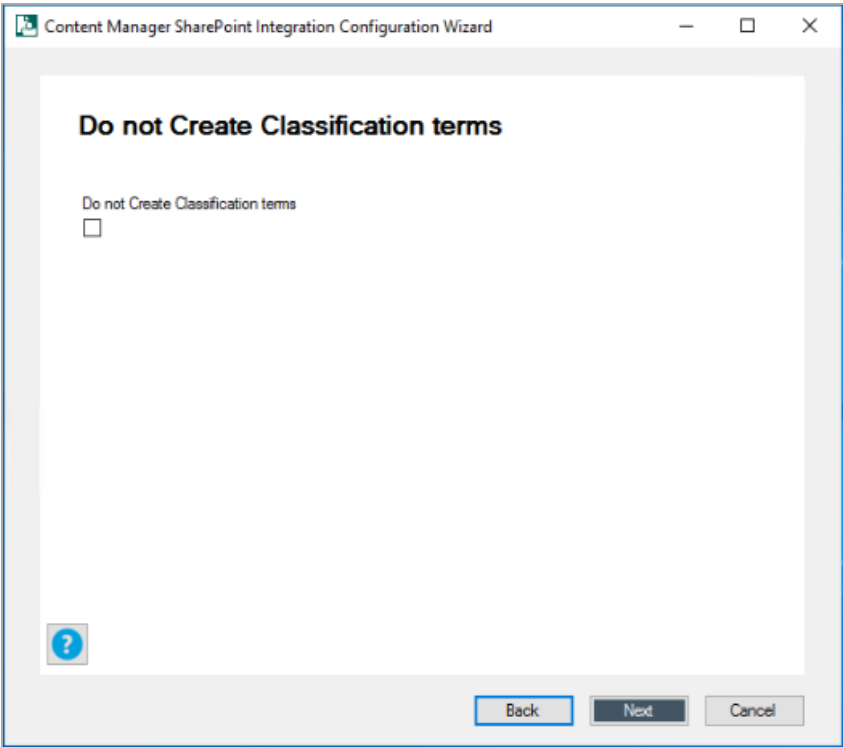 Content Manager SharePoint Integration Configuration Wizard
Do not Create Classification terms
Do not Create Classification terms
?
Back Next Cancel